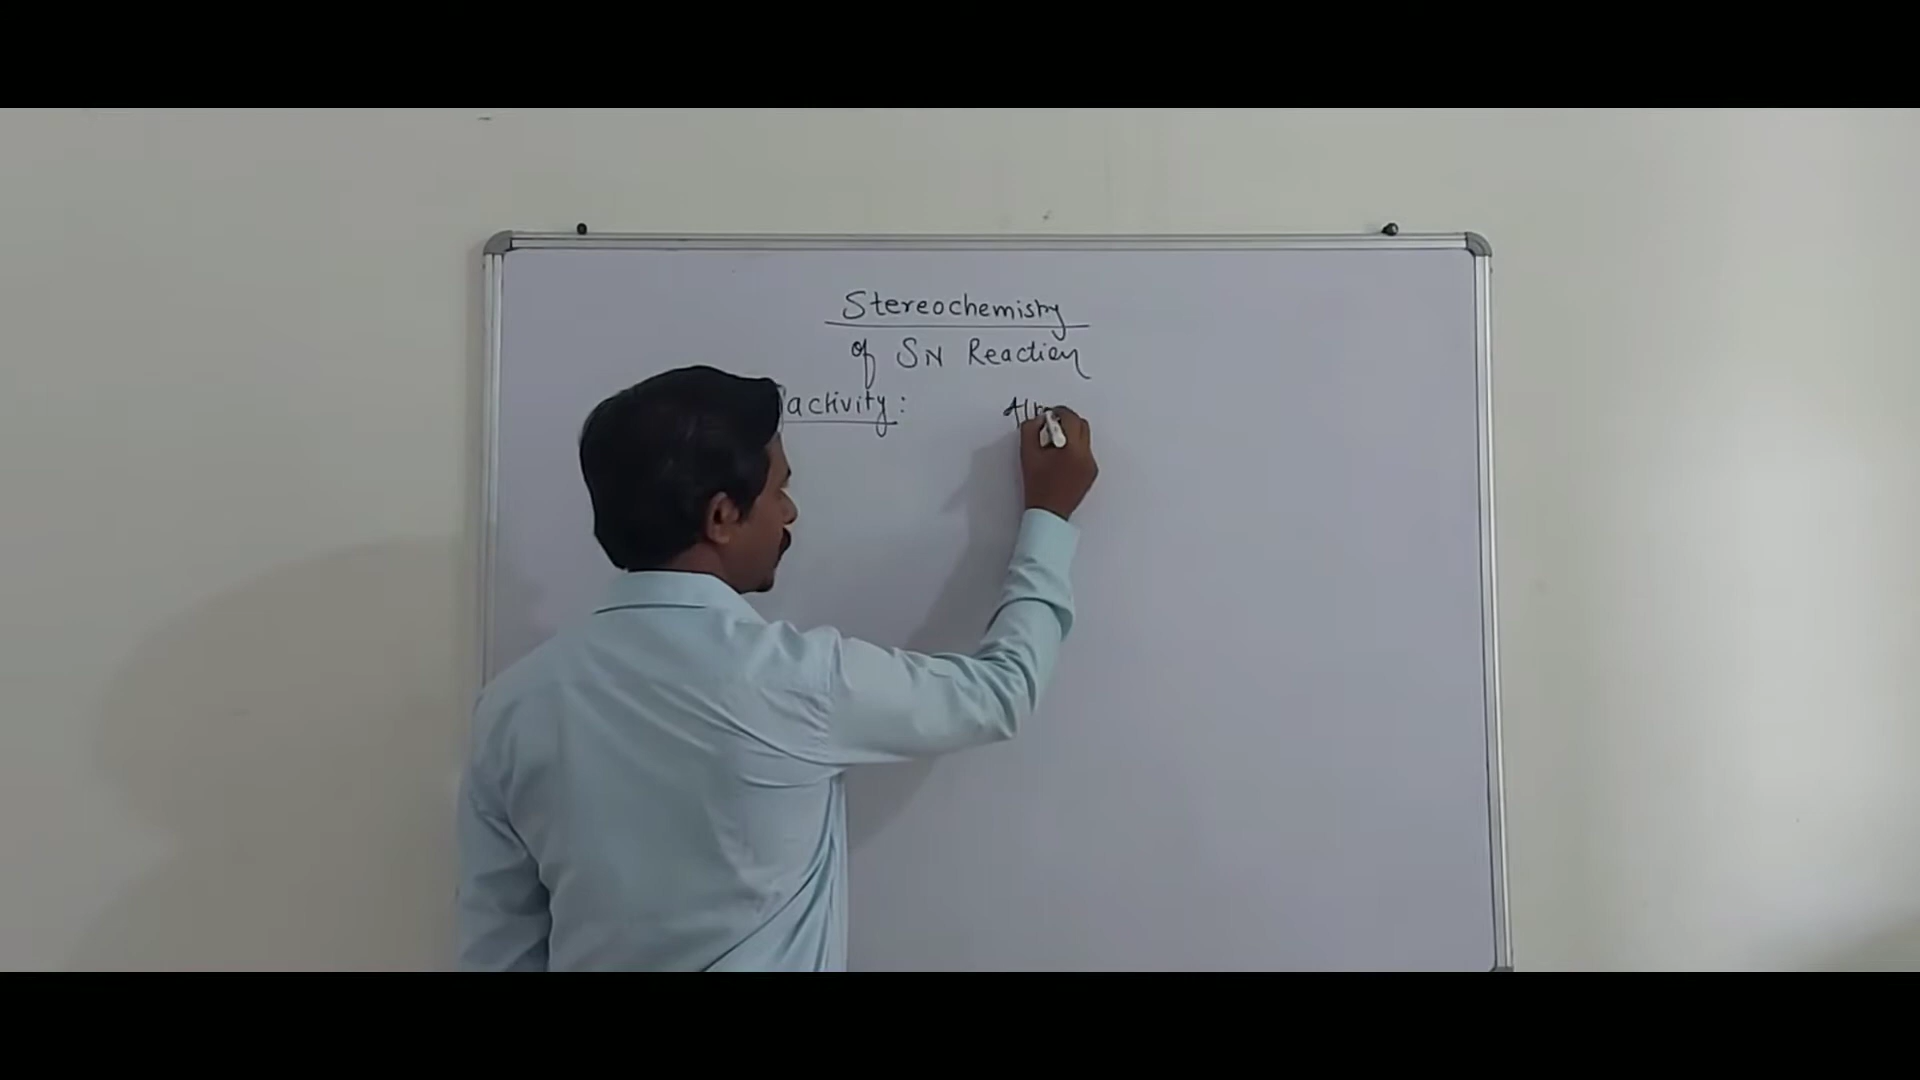 Stereochemistry
of SN Reaction
activity: